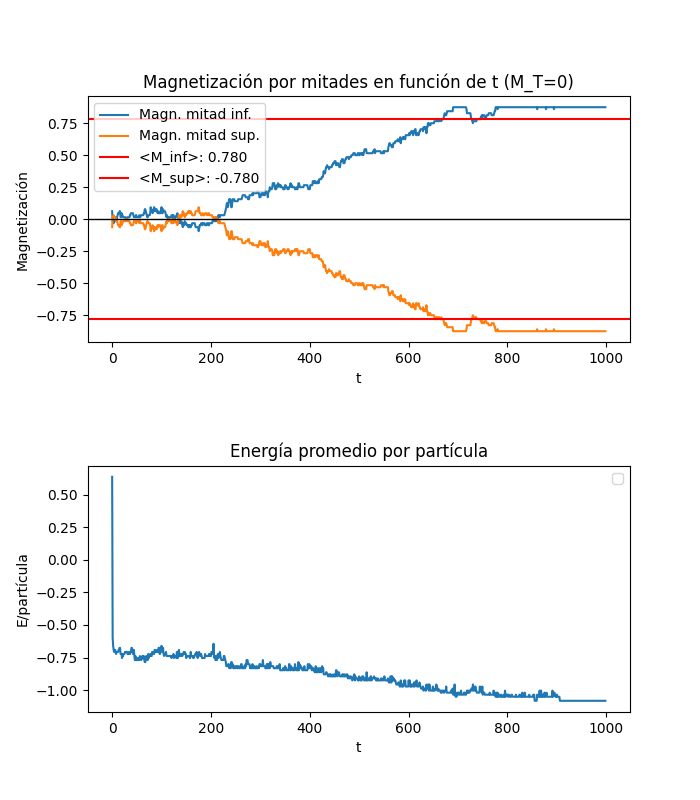 Magnetización por mitades en función de t (M_T=0)
Magn. mitad inf.
Magn. mitad sup.
<M_inf>: 0.780
<M_sup>: -0.780
Magnetización
0.75
0.50
0.25
0.00
−0.25
−0.50
−0.75
0 200 400 600 800 1000
t
Energía promedio por partícula
E/partícula
0.50
0.25
0.00
−0.25
−0.50
−0.75
−1.00
0 200 400 600 800 1000
t